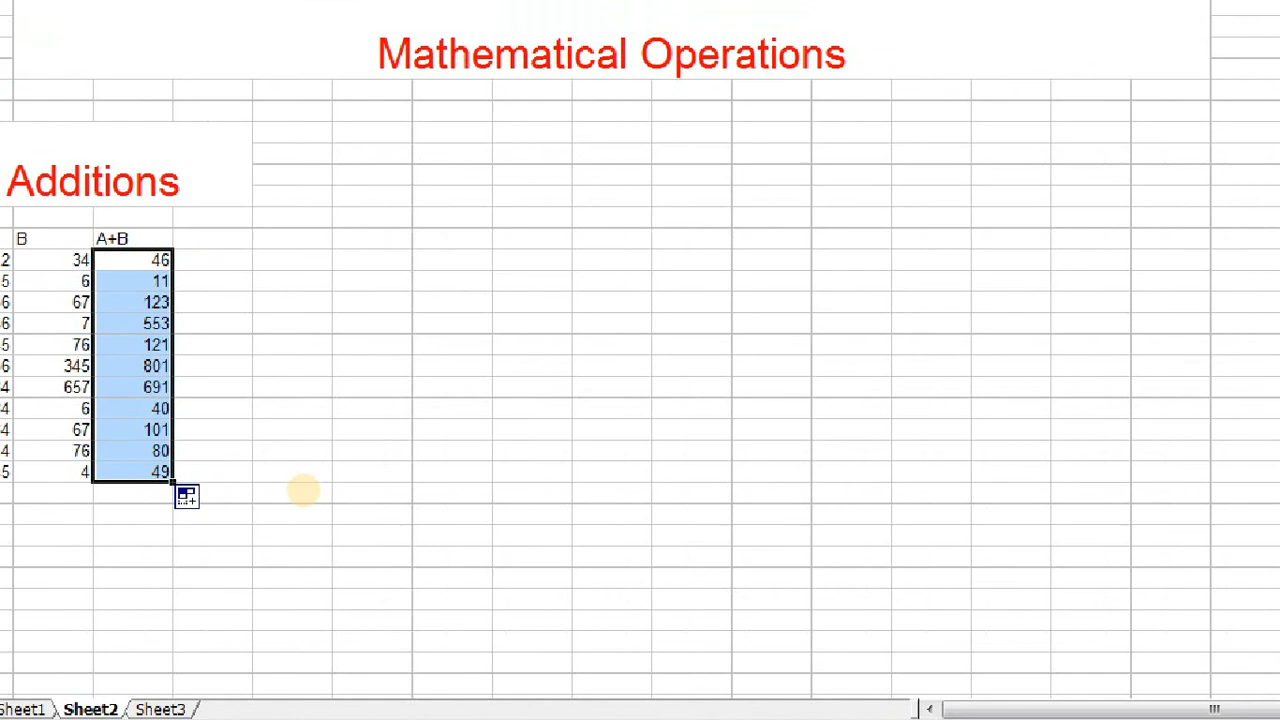 Mathematical Operations
Additions
B A+B
2 34 46
5 6 11
6 67 123
6 7 553
5 76 121
6 345 801
4 657 691
4 6 40
4 67 101
4 76 80
5 4 49
Sheet1 Sheet2 Sheet3